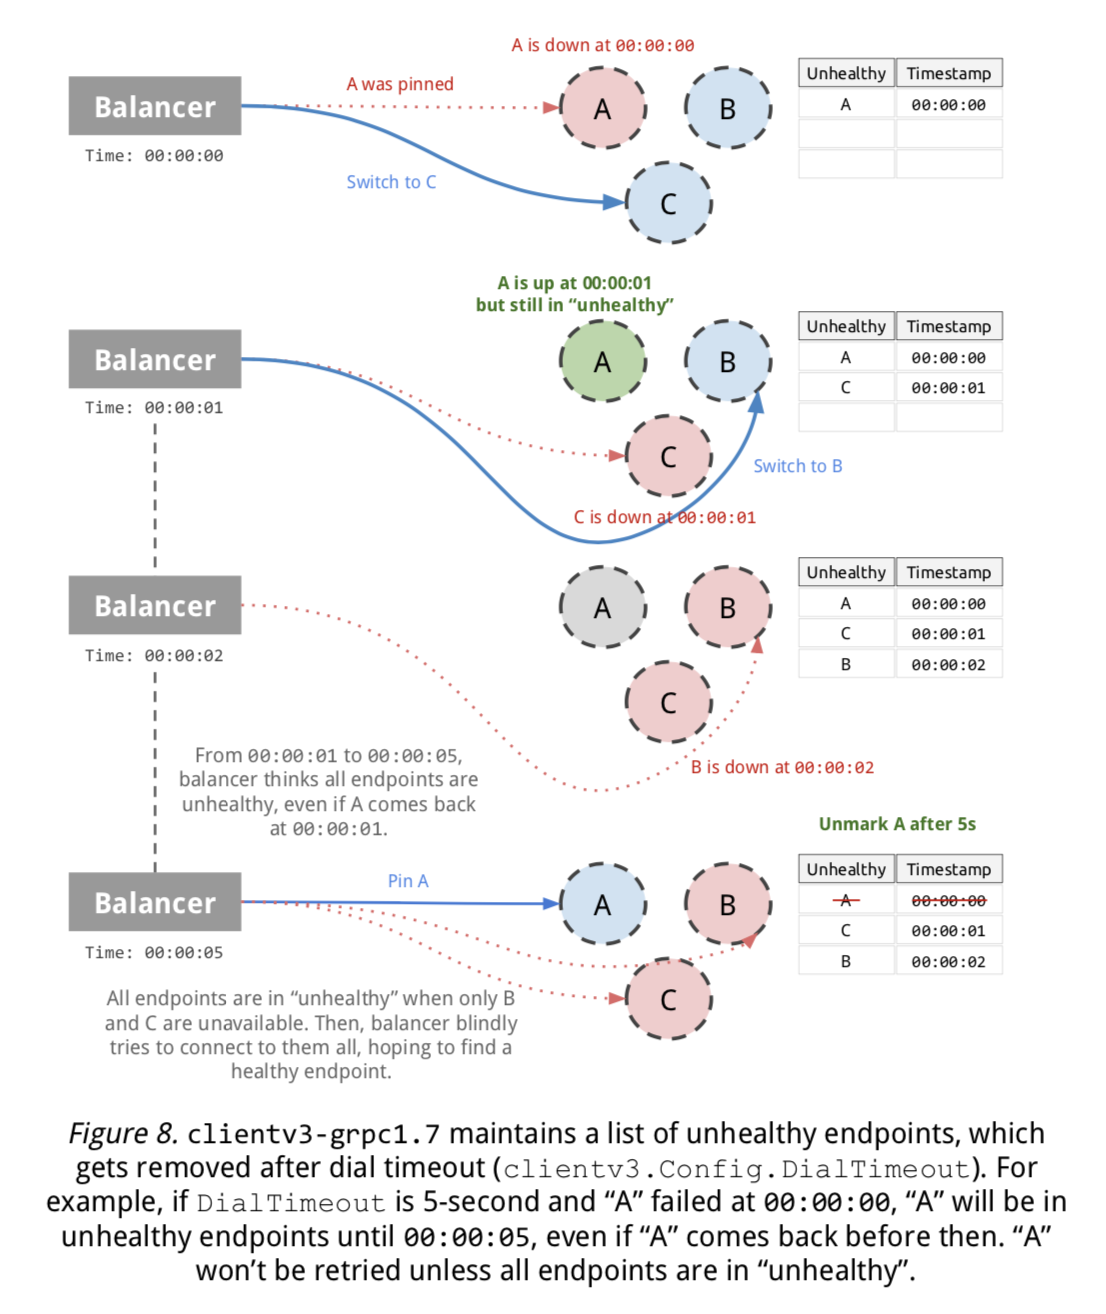 A is down at 00:00:00
A was pinned
Balancer
Time: 00:00:00
Switch to C
A
B
C
Unhealthy Timestamp
A 00:00:00
A is up at 00:00:01
but still in “unhealthy”
Balancer
Time: 00:00:01
A
B
C
Switch to B
C is down at 00:00:01
Unhealthy Timestamp
A 00:00:00
C 00:00:01
Balancer
Time: 00:00:02
A
B
C
B is down at 00:00:02
Unhealthy Timestamp
A 00:00:00
C 00:00:01
B 00:00:02
From 00:00:01 to 00:00:05,
balancer thinks all endpoints are
unhealthy, even if A comes back
at 00:00:01.
Unmark A after 5s
Balancer
Time: 00:00:05
Pin A
A
B
C
Unhealthy Timestamp
A 00:00:00
C 00:00:01
B 00:00:02
All endpoints are in “unhealthy” when only B
and C are unavailable. Then, balancer blindly
tries to connect to them all, hoping to find a
healthy endpoint.
Figure 8. clientv3-grpc1.7 maintains a list of unhealthy endpoints, which
gets removed after dial timeout (clientv3.Config.DialTimeout). For
example, if DialTimeout is 5-second and “A” failed at 00:00:00, “A” will be in
unhealthy endpoints until 00:00:05, even if “A” comes back before then. “A”
won’t be retried unless all endpoints are in “unhealthy”.